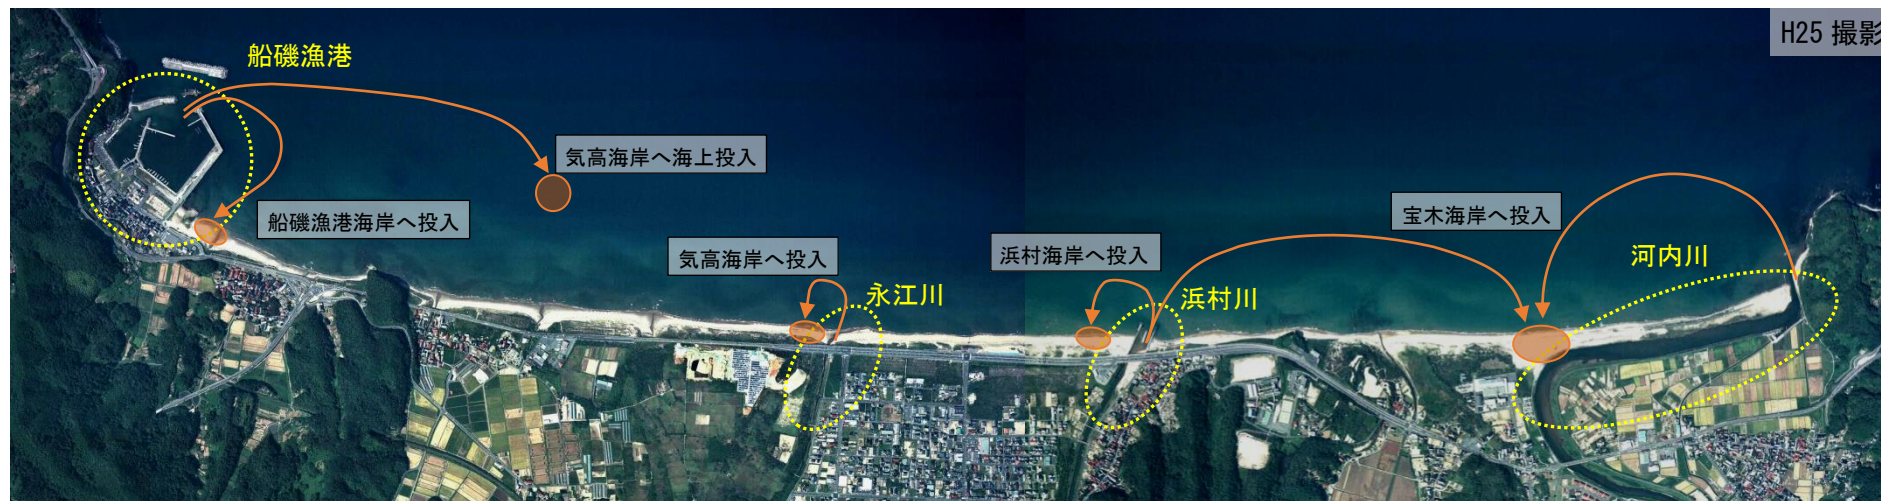 H25 撮影
船磯漁港
気高海岸へ海上投入
船磯漁港海岸へ投入
気高海岸へ投入
永江川
浜村海岸へ投入
浜村川
宝木海岸へ投入
河内川